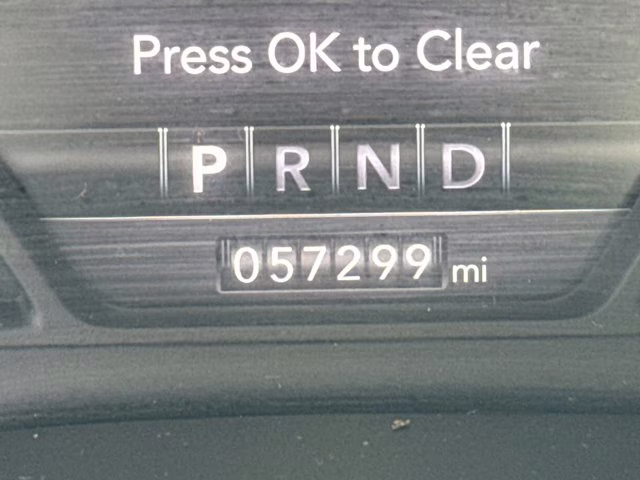 Press OK to Clear
P R N D
057299 mi